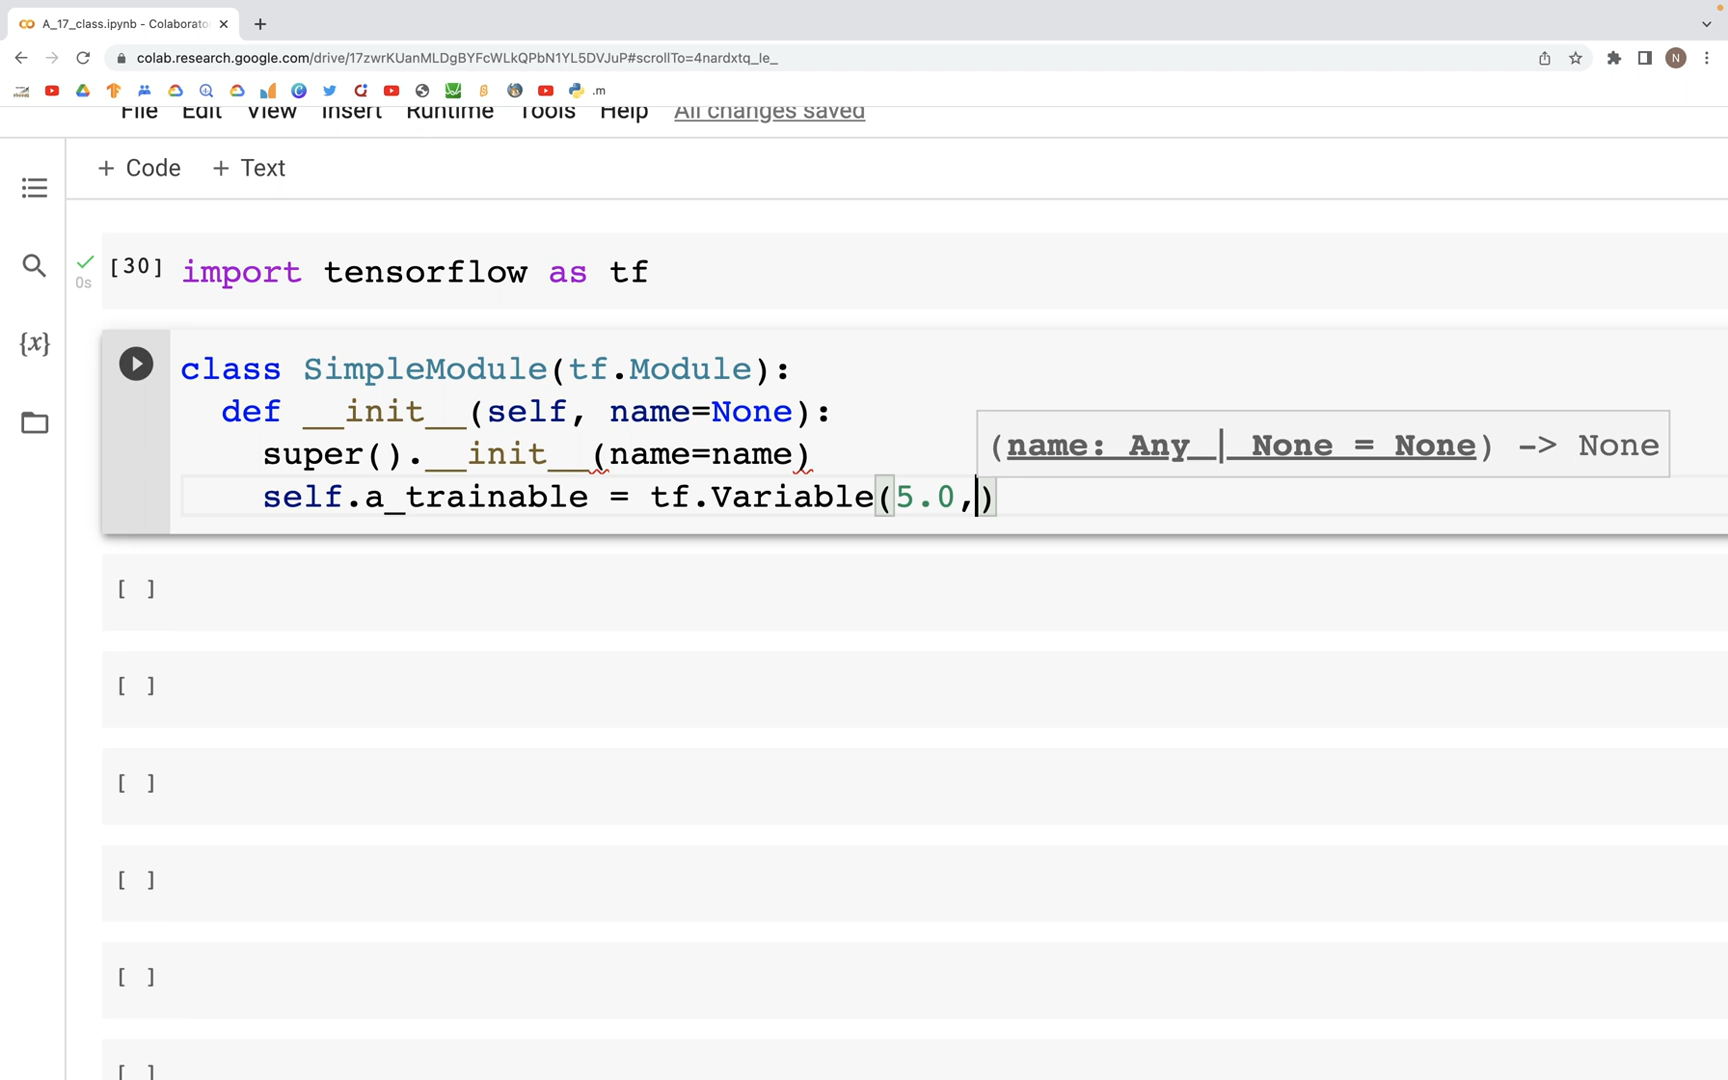 A_17_class.ipynb - Colaborato
colab.research.google.com/drive/17zwrKUanMLDgBYFcWLkQPbN1YL5DVJuP#scrollTo=4nardxtq_Ie_
N
.m
File Edit View Insert Runtime Tools Help All changes saved
+ Code + Text
[30] import tensorflow as tf
0s
{x}
class SimpleModule(tf.Module):
def __init__(self, name=None):
(name: Any | None = None) -> None
super().__init__(name=name)
self.a_trainable = tf.Variable(5.0,)
[ ]
[ ]
[ ]
[ ]
[ ]
[ ]